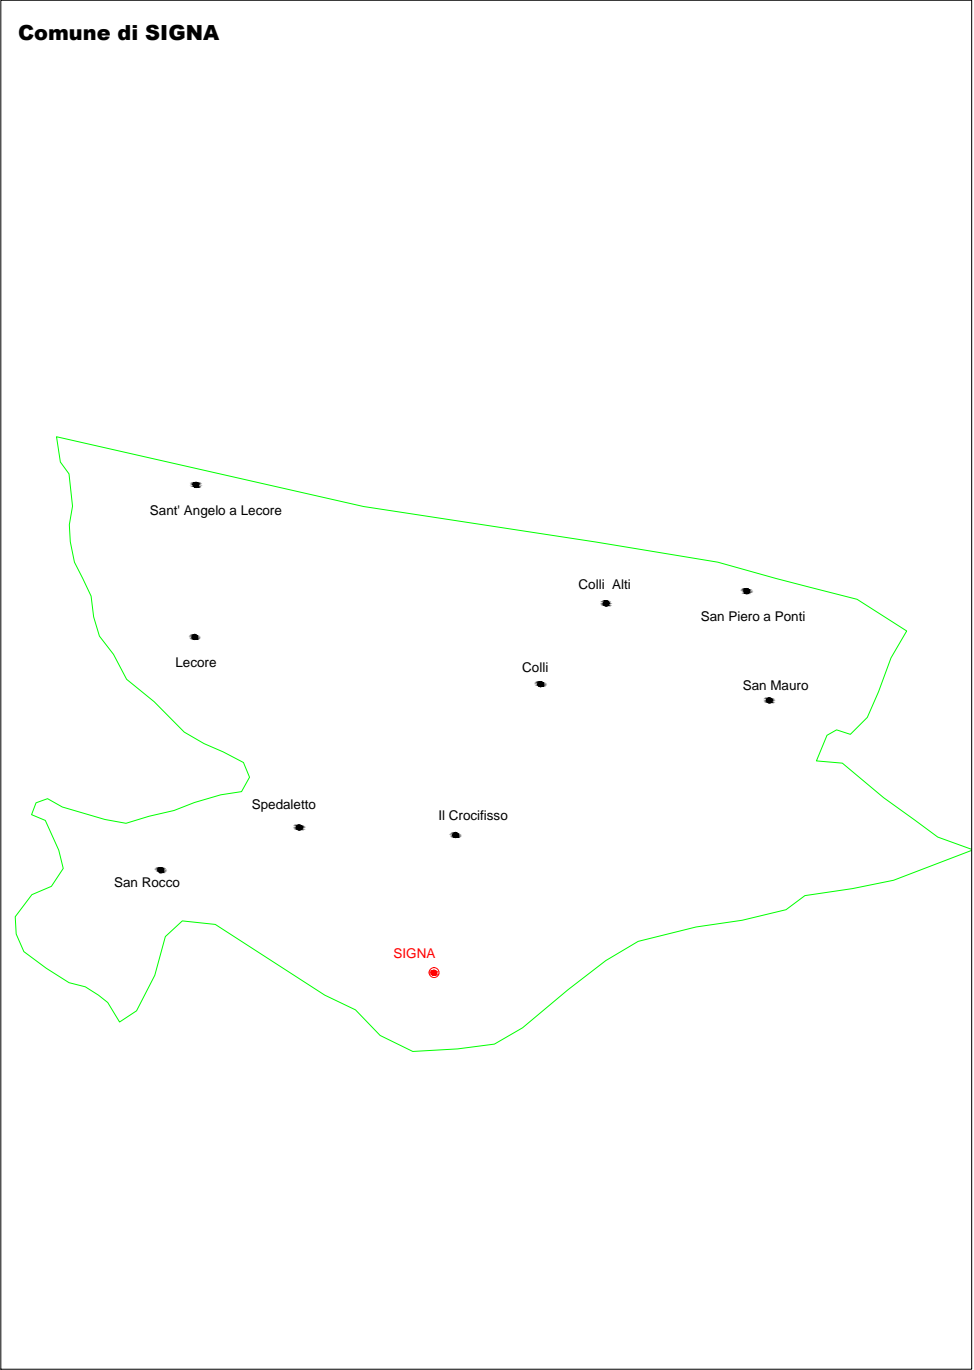 Comune di SIGNA
Sant' Angelo a Lecore
Colli Alti
San Piero a Ponti
Lecore
Colli
San Mauro
Spedaletto
Il Crocifisso
San Rocco
SIGNA